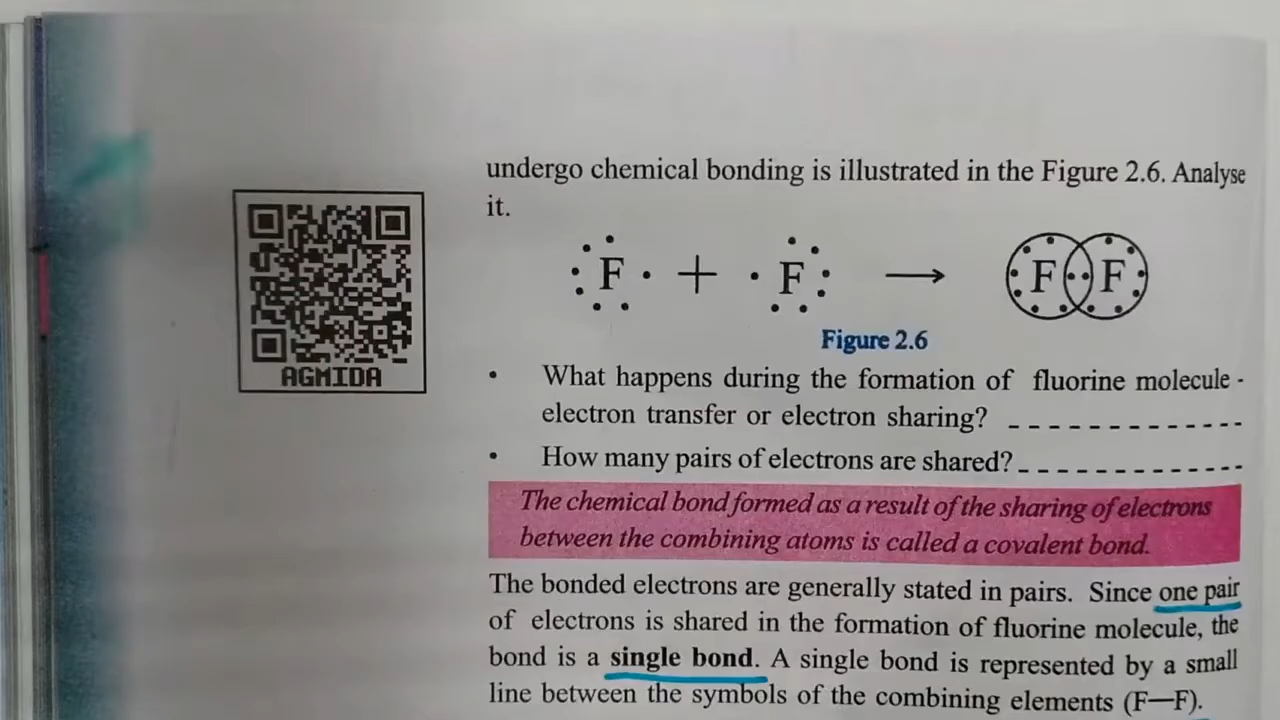 undergo chemical bonding is illustrated in the Figure 2.6. Analyse
it.
F + F → F F
Figure 2.6
AGMIDA
• What happens during the formation of fluorine molecule -
electron transfer or electron sharing? _ _ _ _ _ _ _ _ _ _ _ _ _
• How many pairs of electrons are shared? _ _ _ _ _ _ _ _ _ _ _ _ _
The chemical bond formed as a result of the sharing of electrons
between the combining atoms is called a covalent bond.
The bonded electrons are generally stated in pairs. Since one pair
of electrons is shared in the formation of fluorine molecule, the
bond is a single bond. A single bond is represented by a small
line between the symbols of the combining elements (F—F).